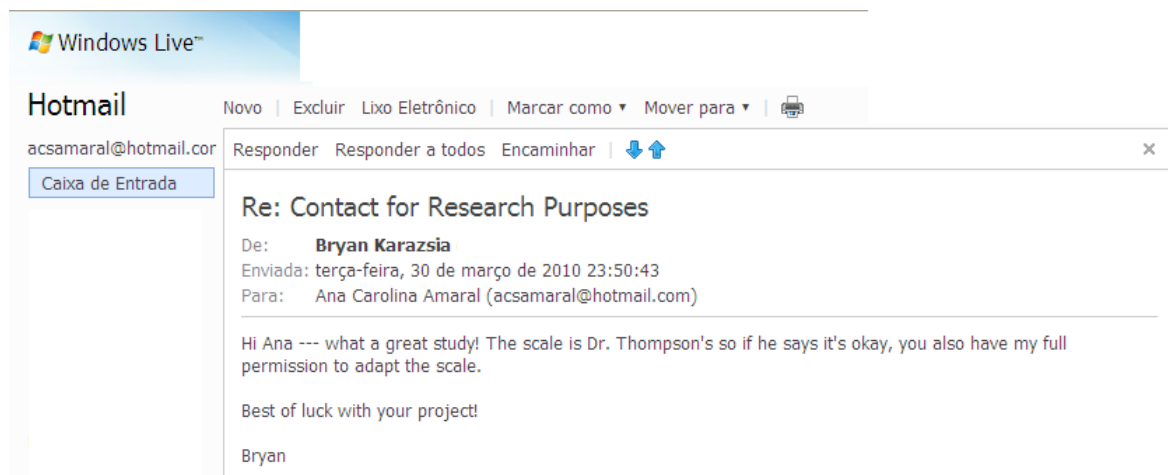 Windows Live™
Hotmail
Novo | Excluir Lixo Eletrônico | Marcar como ▾ Mover para ▾ |
acsamaral@hotmail.cor
Responder Responder a todos Encaminhar |
Caixa de Entrada
Re: Contact for Research Purposes
De: Bryan Karazsia
Enviada: terça-feira, 30 de março de 2010 23:50:43
Para: Ana Carolina Amaral (acsamaral@hotmail.com)
Hi Ana --- what a great study! The scale is Dr. Thompson's so if he says it's okay, you also have my full
permission to adapt the scale.
Best of luck with your project!
Bryan